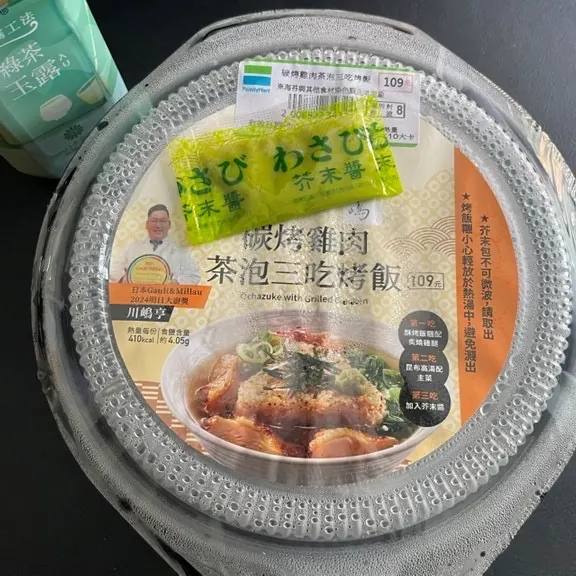 綠茶
玉露
FamilyMart
碳烤雞肉茶泡三吃烤飯
109
わさび
芥末醬
わさび
芥末醬
碳烤雞肉
茶泡三吃烤飯
109元
Ochazuke with Grilled
日本Gault&Millau
2024明日大廚獎
川嶋亨
熱量每份
410kcal
食鹽含量
約4.05g
★芥末包不可微波，請取出
★烤飯糰小心輕放於熱湯中，避免濺出
第一吃
酥烤飯糰配
炙燒雞腿
第二吃
昆布高湯配
主菜
第三吃
加入芥末醬